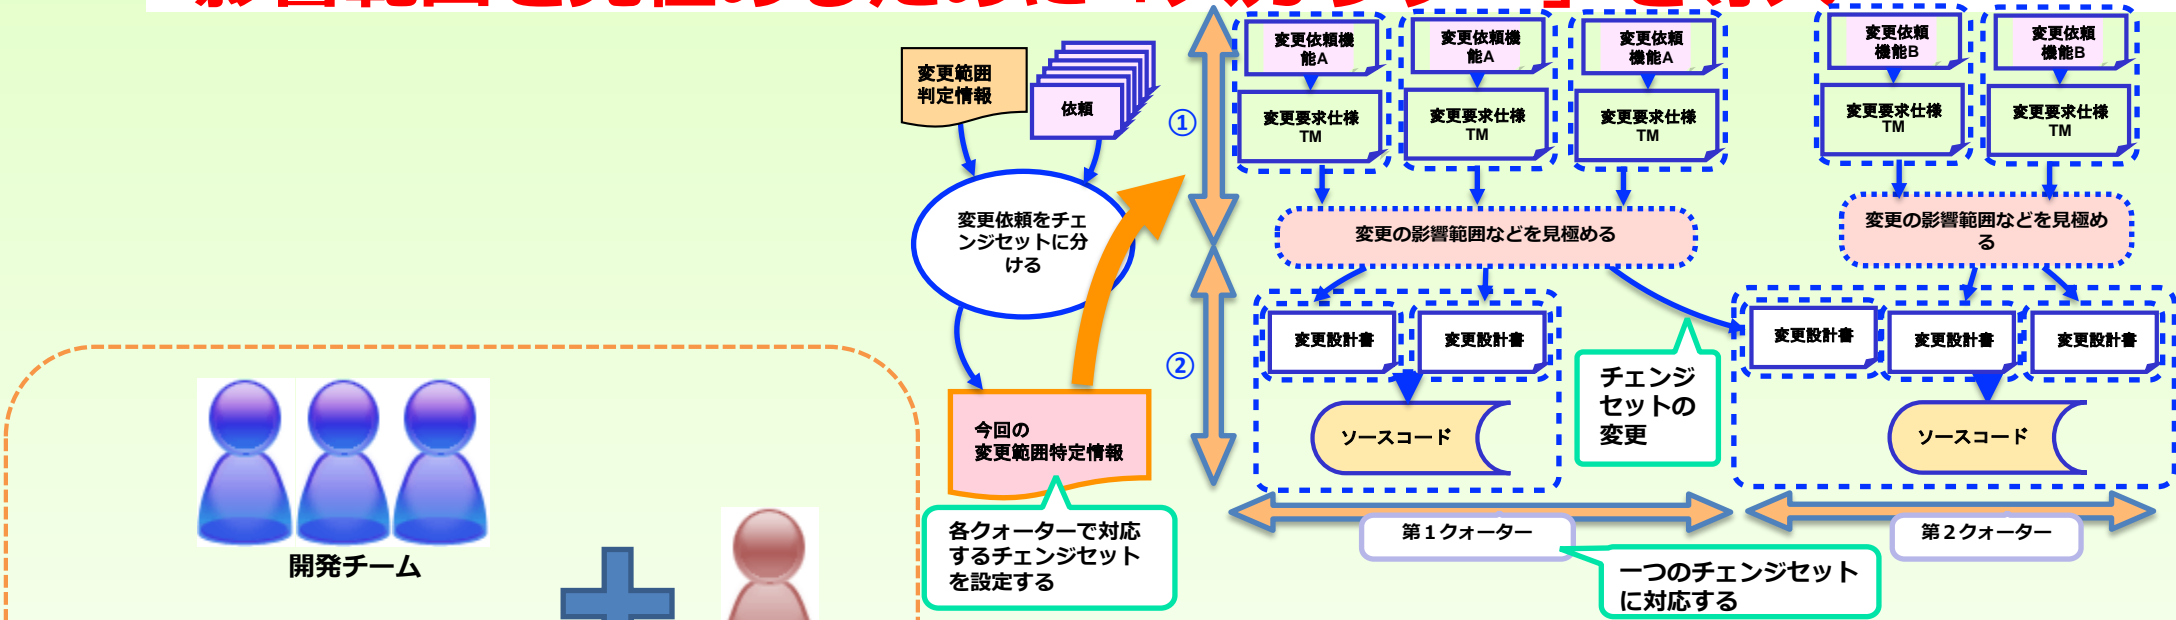 変更範囲
判定情報
依頼
変更依頼をチェ
ンジセットに分
ける
今回の
変更範囲特定情報
各クォーターで対応
するチェンジセット
を設定する
開発チーム
①
②
変更依頼機
能A
変更要求仕様
TM
変更依頼機
能A
変更要求仕様
TM
変更依頼
機能A
変更要求仕様
TM
変更の影響範囲などを見極める
変更設計書
変更設計書
ソースコード
チェンジ
セットの
変更
変更依頼
機能B
変更要求仕様
TM
変更依頼
機能B
変更要求仕様
TM
変更の影響範囲などを見極め
る
変更設計書
変更設計書
変更設計書
ソースコード
第１クォーター
第２クォーター
一つのチェンジセット
に対応する